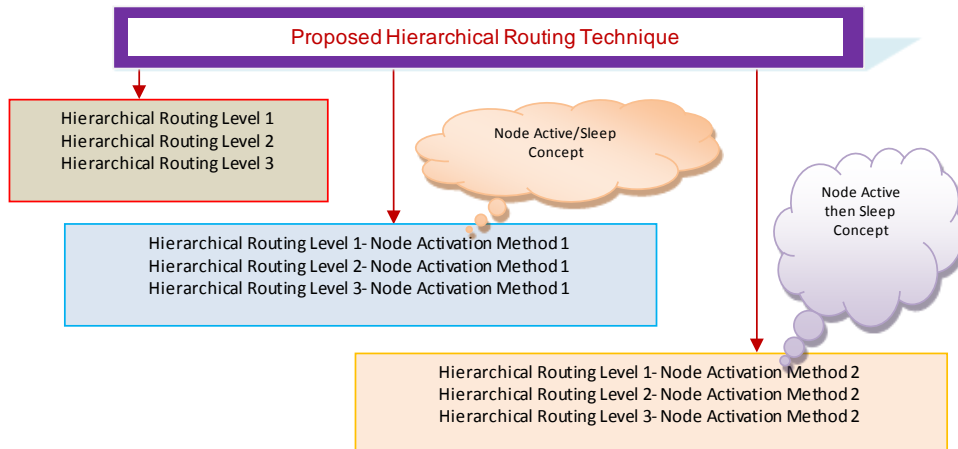 Proposed Hierarchical Routing Technique
Hierarchical Routing Level 1
Hierarchical Routing Level 2
Hierarchical Routing Level 3
Node Active/Sleep
Concept
Node Active
then Sleep
Concept
Hierarchical Routing Level 1- Node Activation Method 1
Hierarchical Routing Level 2- Node Activation Method 1
Hierarchical Routing Level 3- Node Activation Method 1
Hierarchical Routing Level 1- Node Activation Method 2
Hierarchical Routing Level 2- Node Activation Method 2
Hierarchical Routing Level 3- Node Activation Method 2